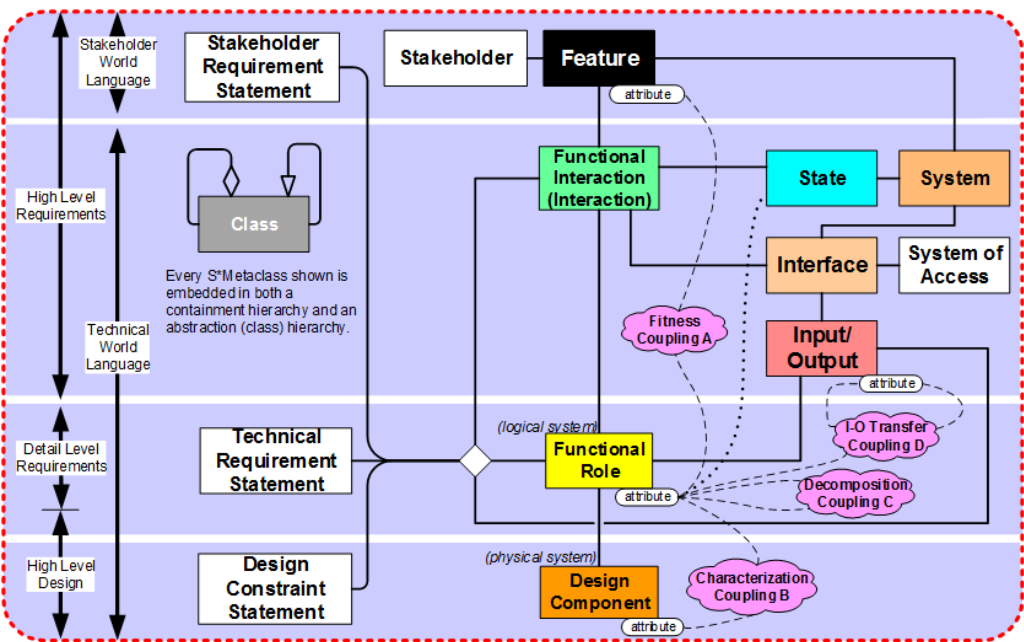 Stakeholder
World
Language
Stakeholder
Requirement
Statement
Stakeholder
Feature
attribute
High Level
Requirements
Class
Every S*Metaclass shown is
embedded in both a
containment hierarchy and an
abstraction (class) hierarchy.
Functional
Interaction
(Interaction)
State
System
Interface
System of
Access
Technical
World
Language
Fitness
Coupling A
Input/
Output
attribute
Detail Level
Requirements
Technical
Requirement
Statement
(logical system)
Functional
Role
attribute
I-O Transfer
Coupling D
Decomposition
Coupling C
High Level
Design
Design
Constraint
Statement
(physical system)
Design
Component
attribute
Characterization
Coupling B